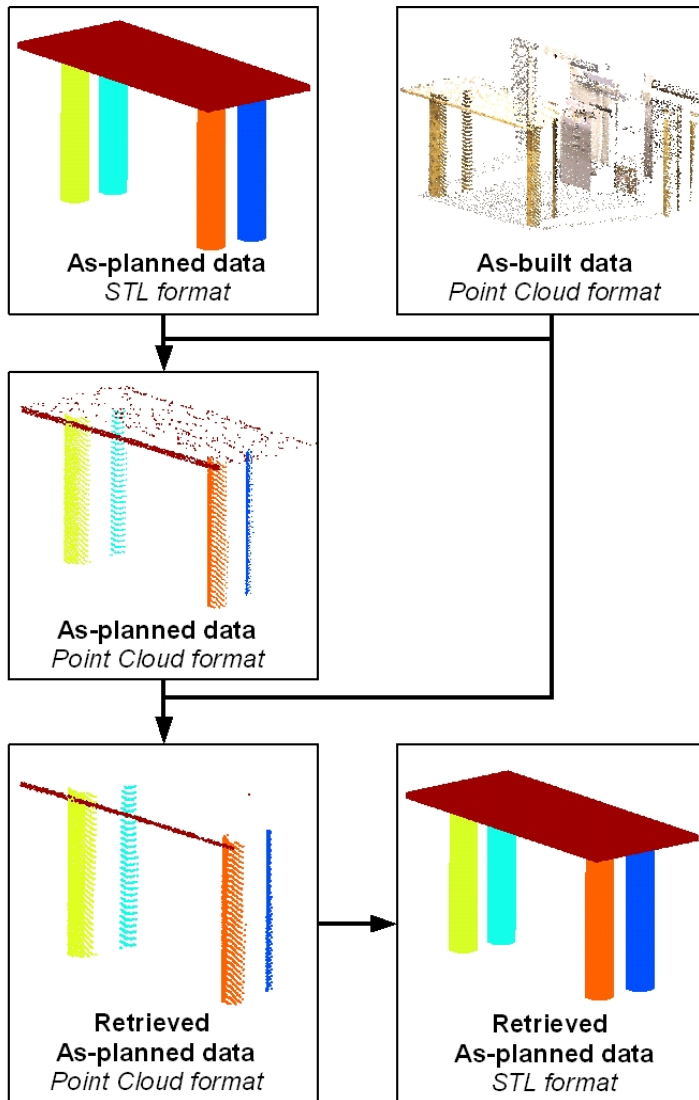 As-planned data
STL format
As-built data
Point Cloud format
As-planned data
Point Cloud format
Retrieved
As-planned data
Point Cloud format
Retrieved
As-planned data
STL format